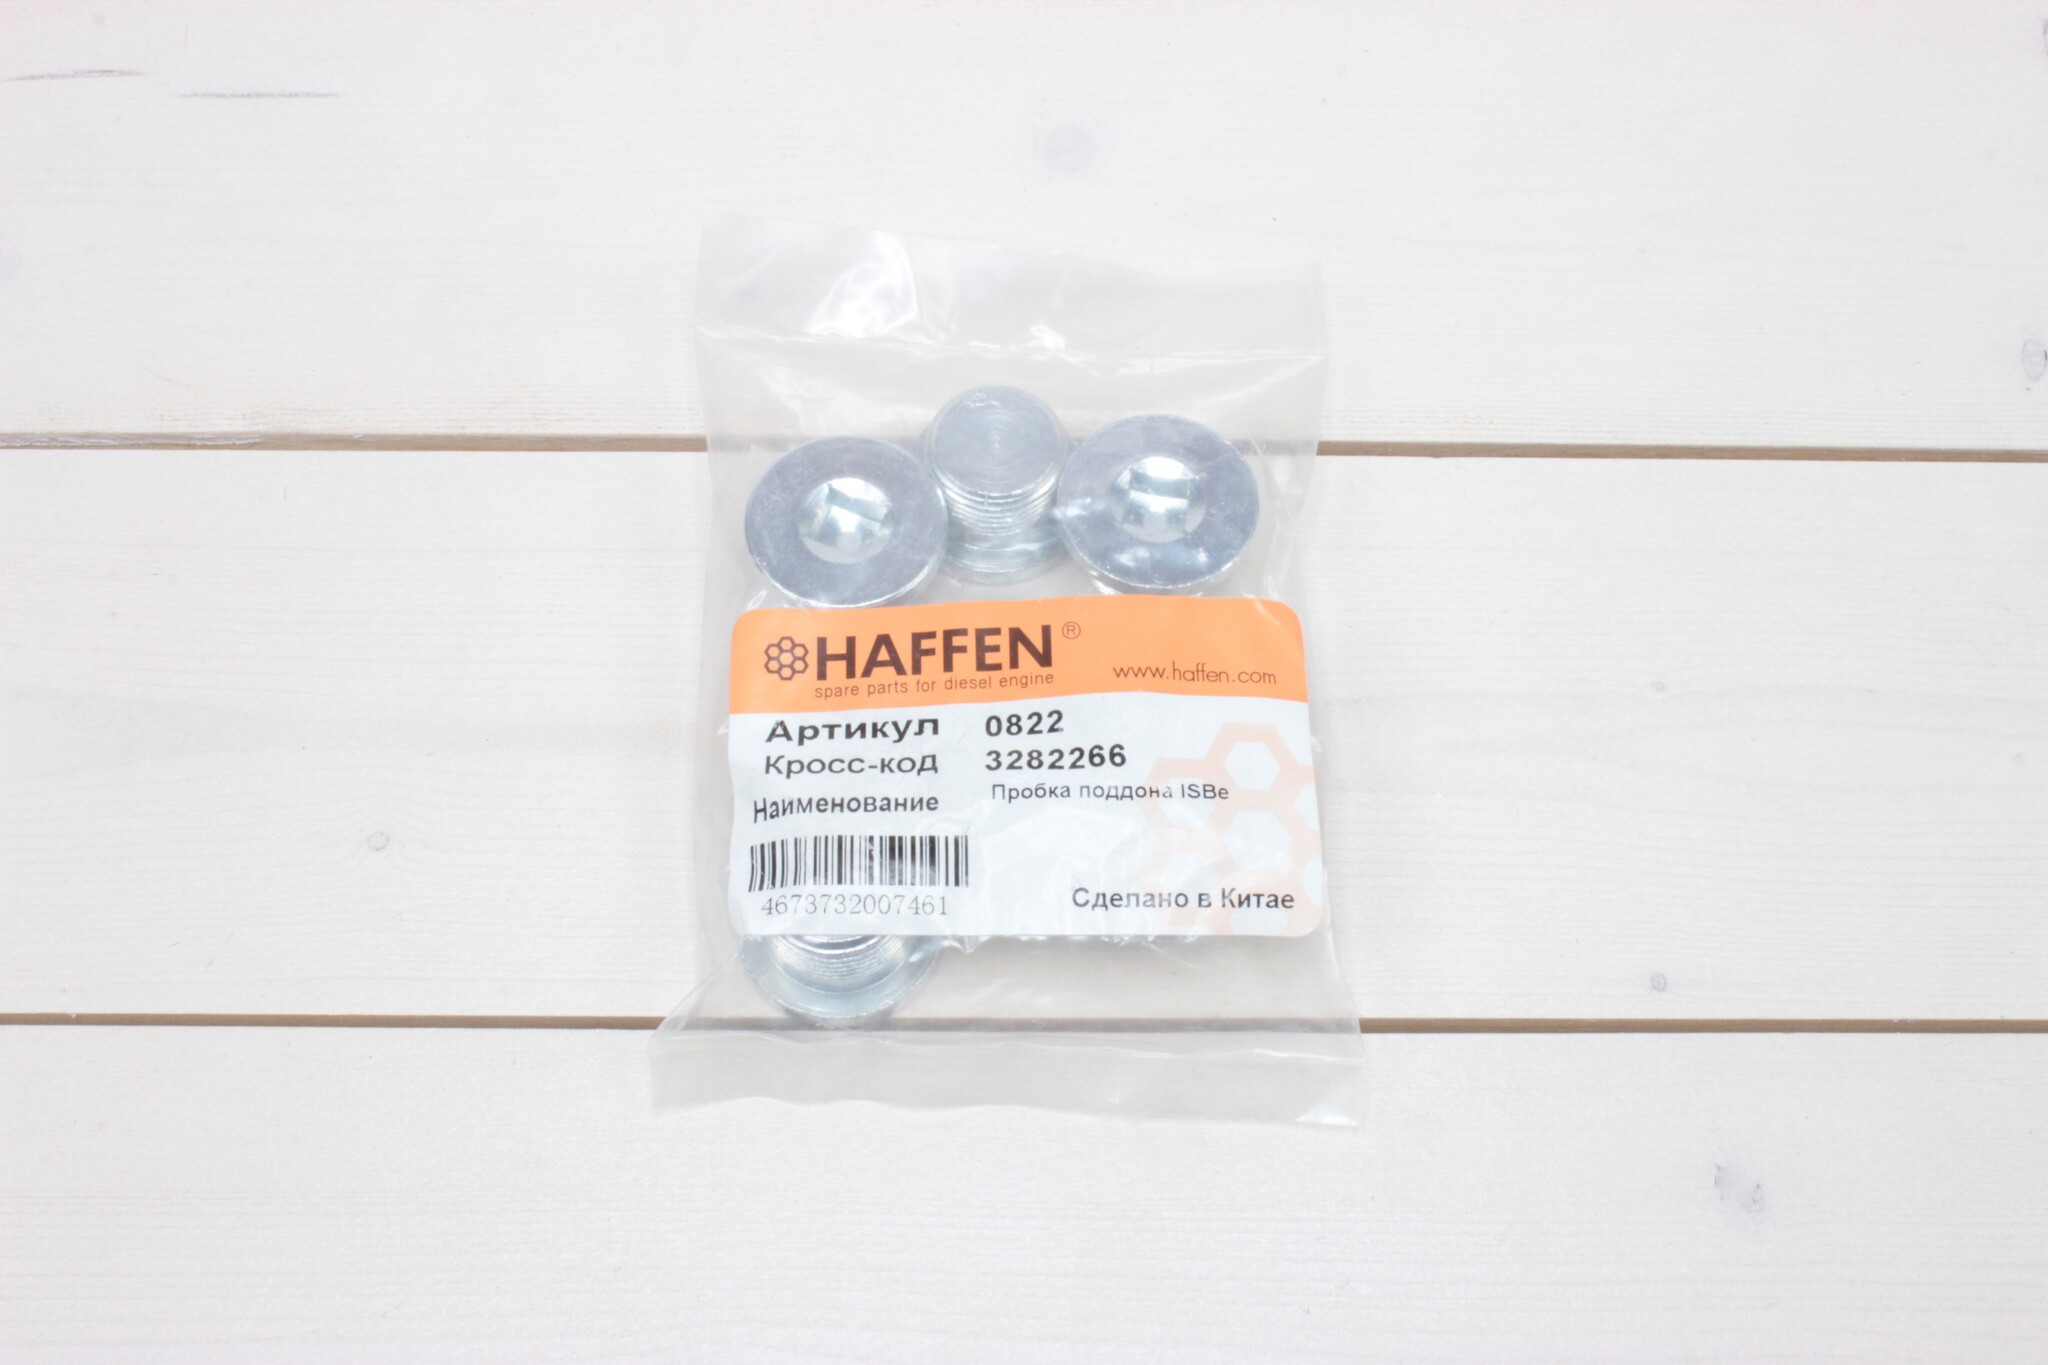 HAFFEN®
spare parts for diesel engine
www.haffen.com
Артикул 0822
Кросс-код 3282266
Наименование Пробка поддона ISBe
4673732007461
Сделано в Китае